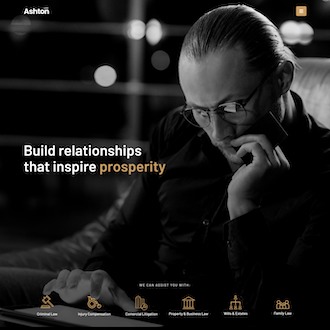 Ashton
Build relationships
that inspire prosperity
WE CAN ASSIST YOU WITH:
Criminal Law
Injury Compensation
Commercial Litigation
Property & Business Law
Wills & Estates
Family Law